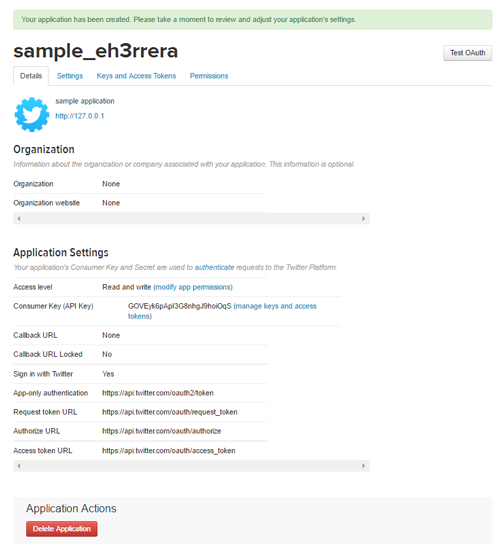 Your application has been created. Please take a moment to review and adjust your application's settings.
sample_eh3rrera
Test OAuth
Details Settings Keys and Access Tokens Permissions
sample application
http://127.0.0.1
Organization
Information about the organization or company associated with your application. This information is optional.
Organization None
Organization website None
Application Settings
Your application's Consumer Key and Secret are used to authenticate requests to the Twitter Platform.
Access level Read and write (modify app permissions)
Consumer Key (API Key) GOVEyk6pApI3G8nhgJ9hoiOqS (manage keys and access
tokens)
Callback URL None
Callback URL Locked No
Sign in with Twitter Yes
App-only authentication https://api.twitter.com/oauth2/token
Request token URL https://api.twitter.com/oauth/request_token
Authorize URL https://api.twitter.com/oauth/authorize
Access token URL https://api.twitter.com/oauth/access_token
Application Actions
Delete Application